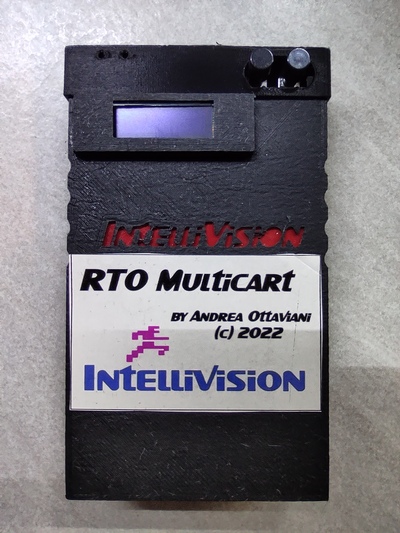 IntelliVision
RTO Multicart
by Andrea Ottaviani
(c) 2022
IntelliVision